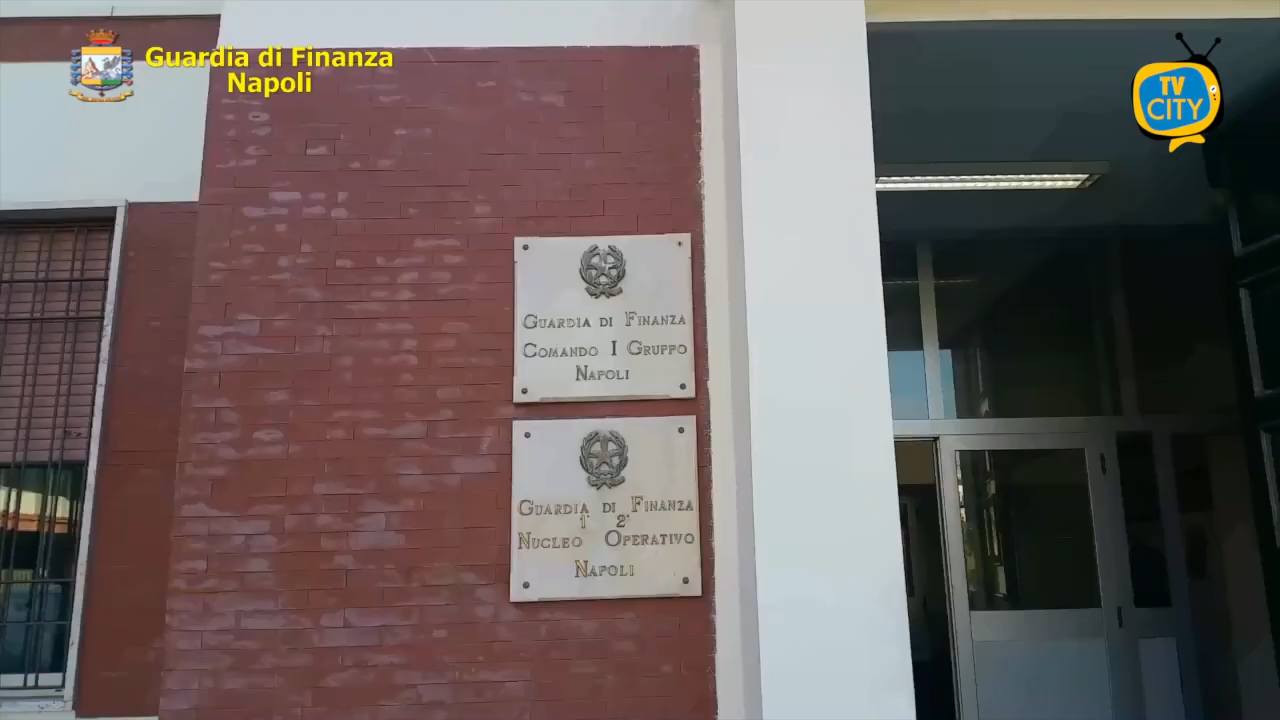 Guardia di Finanza
Napoli
TV
CITY
GUARDIA DI FINANZA
COMANDO I GRUPPO
NAPOLI
GUARDIA DI FINANZA
1° 2°
NUCLEO OPERATIVO
NAPOLI